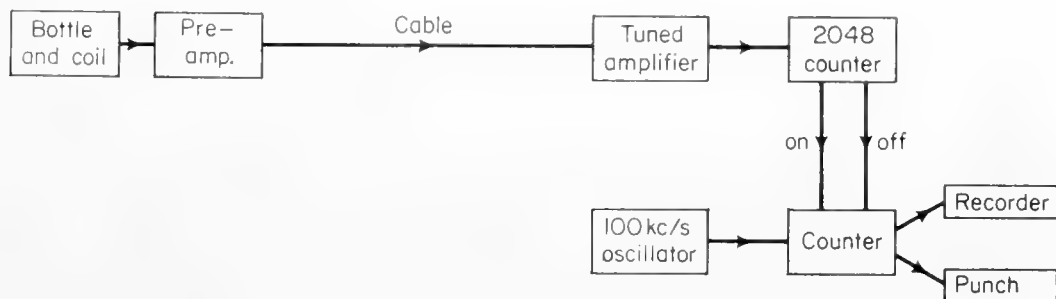 Bottle
and coil
Pre-
amp.
Cable
Tuned
amplifier
2048
counter
on
off
100 kc/s
oscillator
Counter
Recorder
Punch